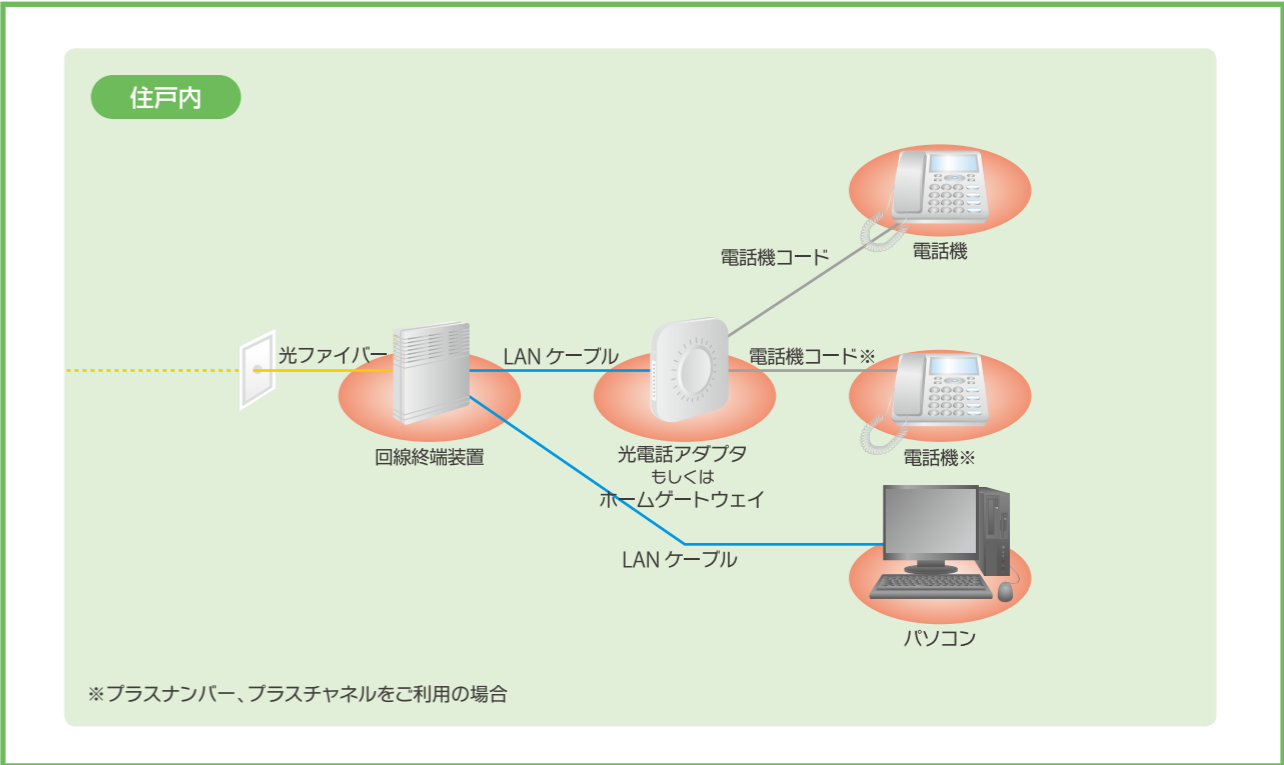 住戸内
電話機コード
電話機
光ファイバー
LAN ケーブル
電話機コード※
回線終端装置
光電話アダプタ
もしくは
ホームゲートウェイ
電話機※
LAN ケーブル
パソコン
※プラスナンバー、プラスチャネルをご利用の場合